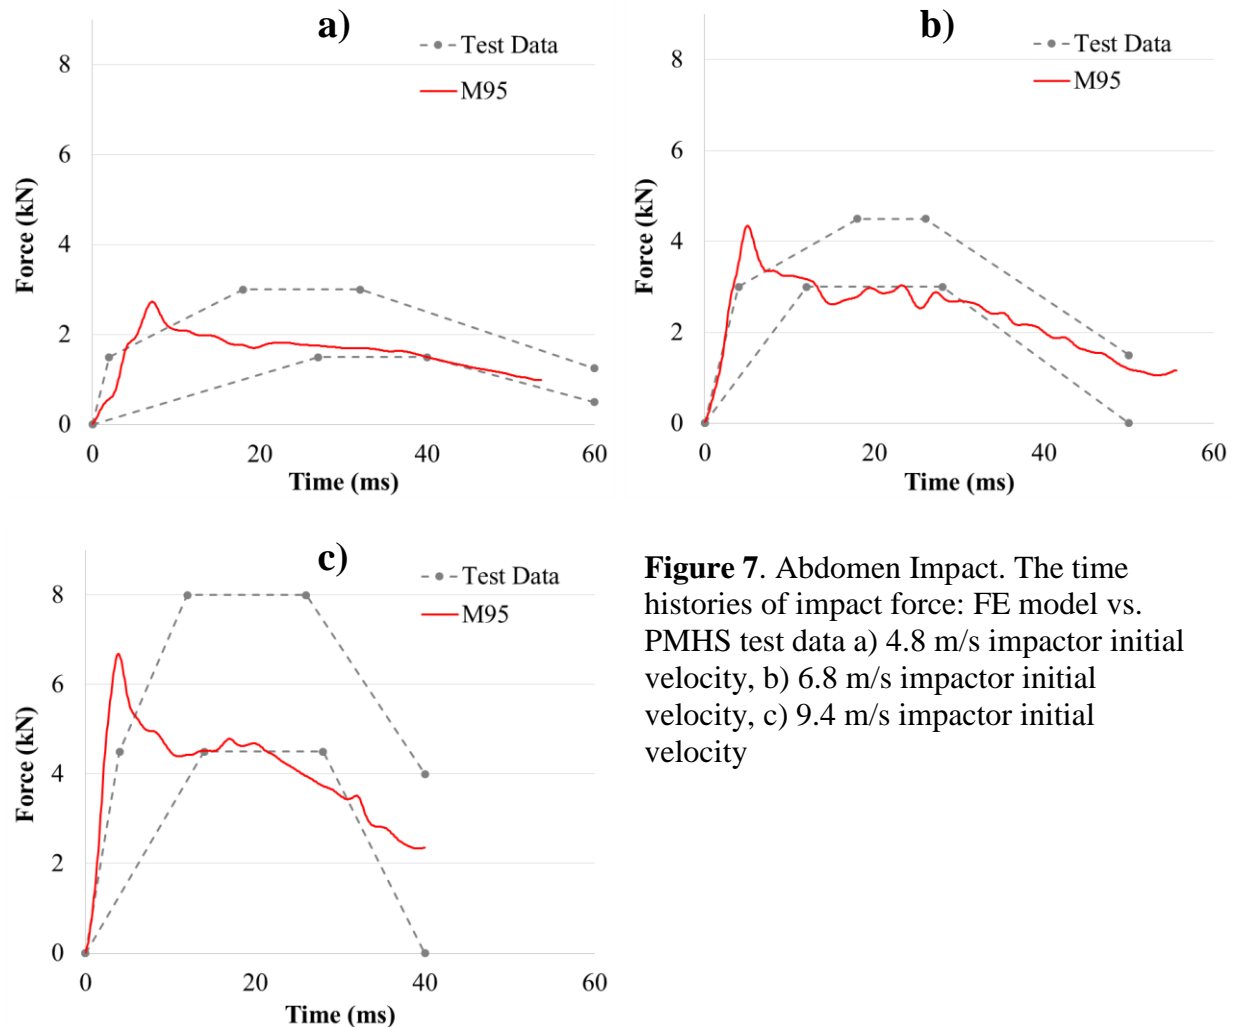 a)
Test Data
M95
8
6
4
2
0
Force (kN)
0 20 40 60
Time (ms)
b)
Test Data
M95
8
6
4
2
0
Force (kN)
0 20 40 60
Time (ms)
c)
Test Data
M95
8
6
4
2
0
Force (kN)
0 20 40 60
Time (ms)
Figure 7. Abdomen Impact. The time
histories of impact force: FE model vs.
PMHS test data a) 4.8 m/s impactor initial
velocity, b) 6.8 m/s impactor initial
velocity, c) 9.4 m/s impactor initial
velocity